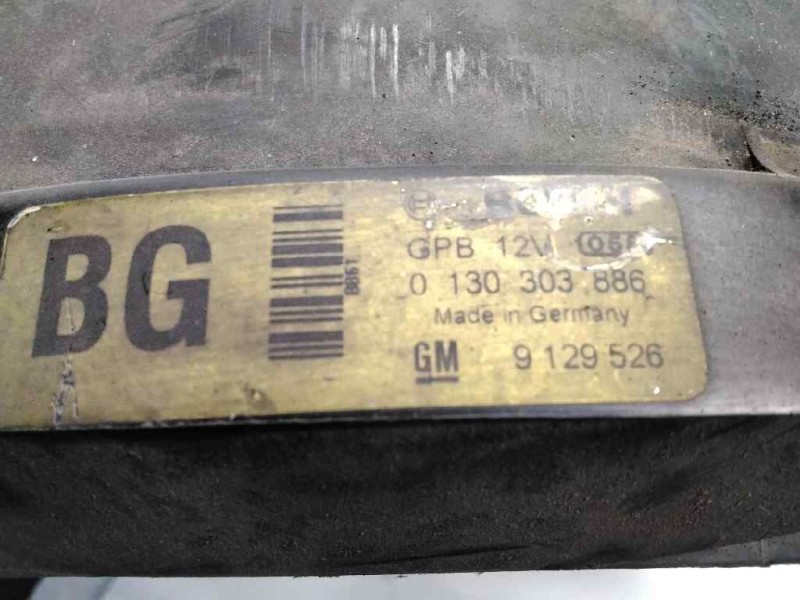 BG
BOSCH
GPB 12V
0 130 303 886
Made in Germany
GM 9 129 526